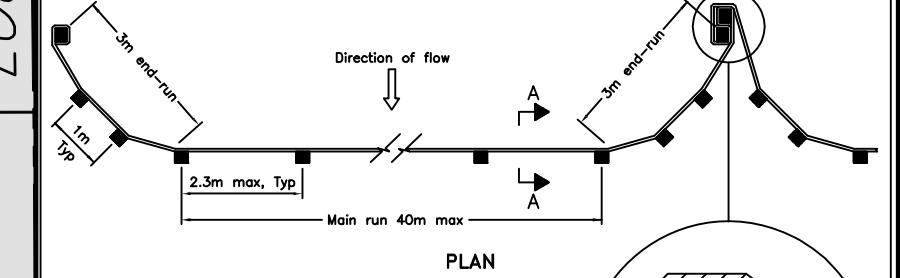 3m end-run
Direction of flow
3m end-run
A
1m
Typ
2.3m max, Typ
A
Main run 40m max
PLAN